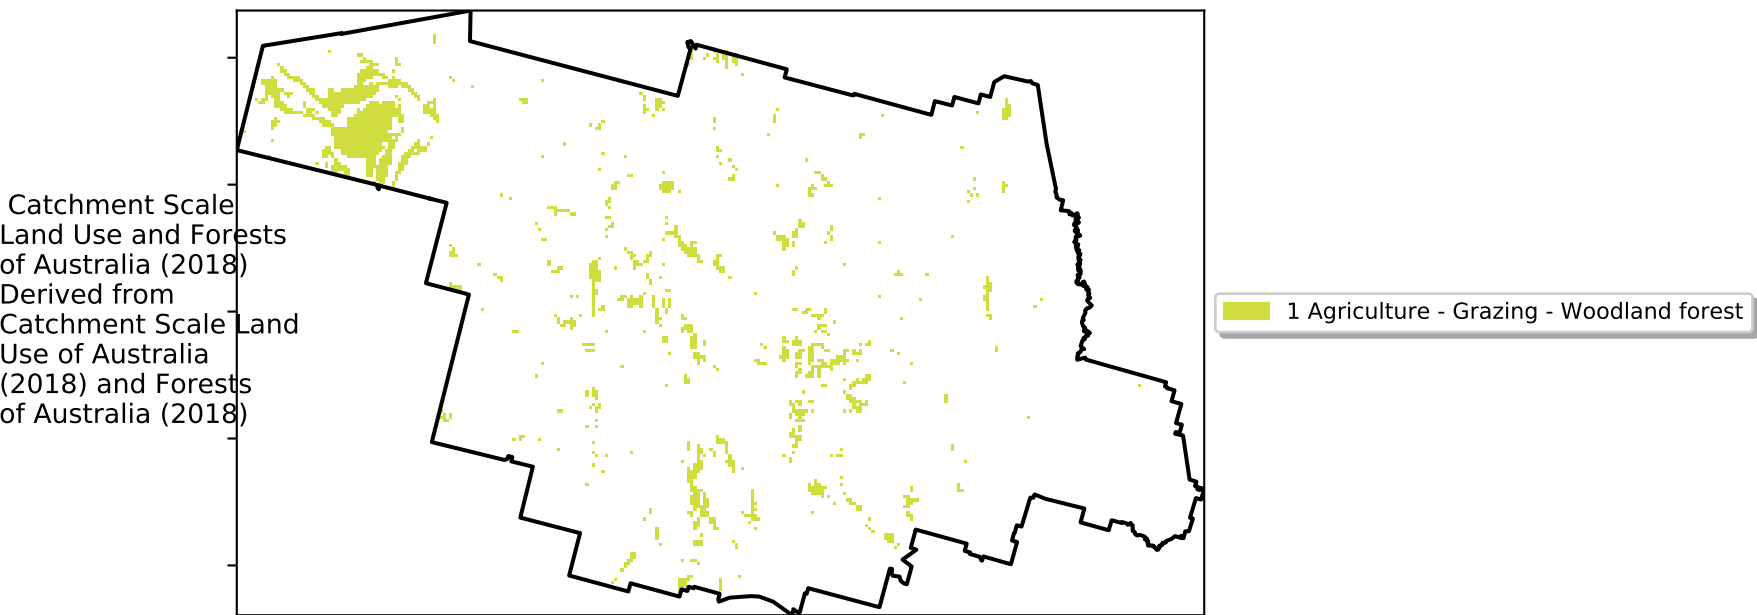 Catchment Scale
Land Use and Forests
of Australia (2018)
Derived from
Catchment Scale Land
Use of Australia
(2018) and Forests
of Australia (2018)
1 Agriculture - Grazing - Woodland forest